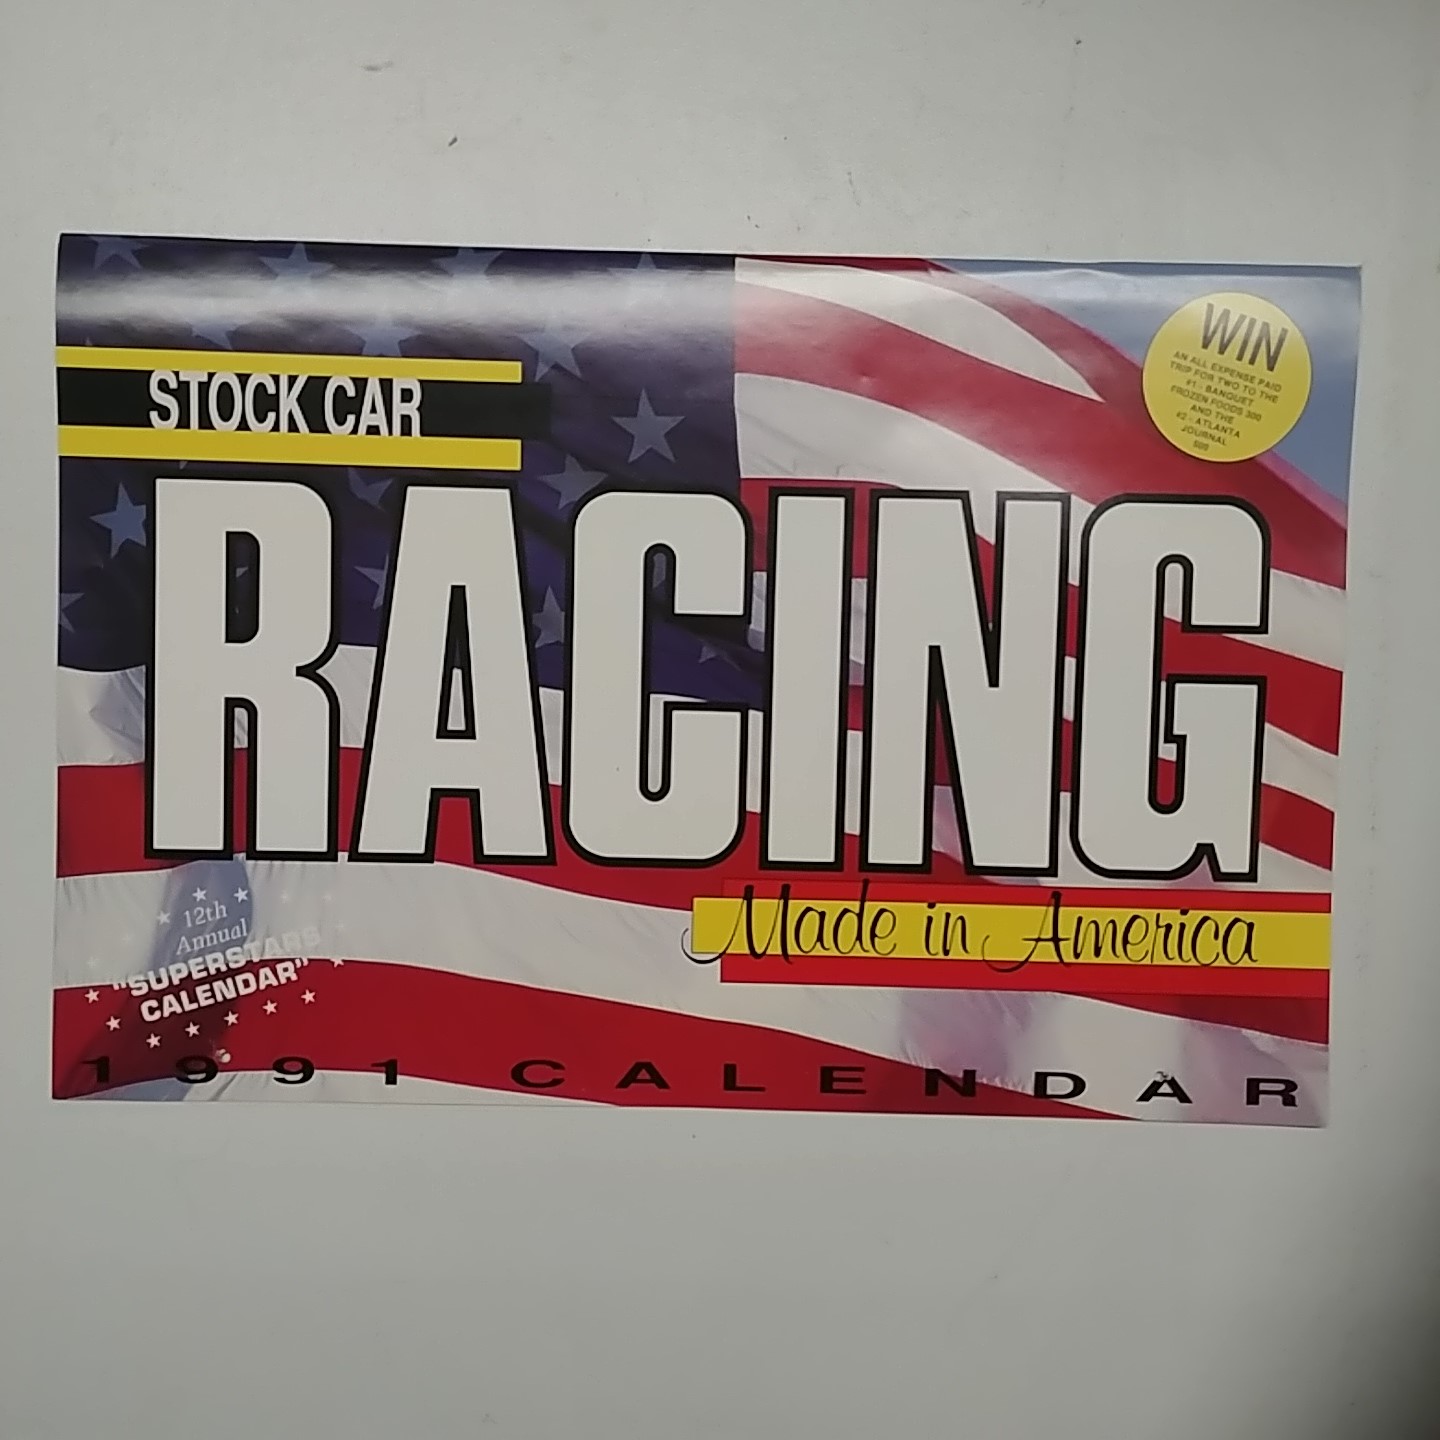 STOCK CAR
RACING
Made in America
WIN
AN ALL EXPENSE PAID
TRIP FOR TWO TO THE
#1 - BANQUET
FROZEN FOODS 300
AND THE
#2 - ATLANTA
JOURNAL
500
12th
Annual
"SUPERSTARS
CALENDAR"
1991 CALENDAR